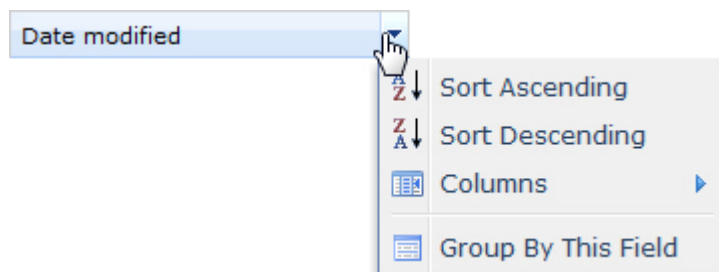 Date modified
Sort Ascending
Sort Descending
Columns
Group By This Field